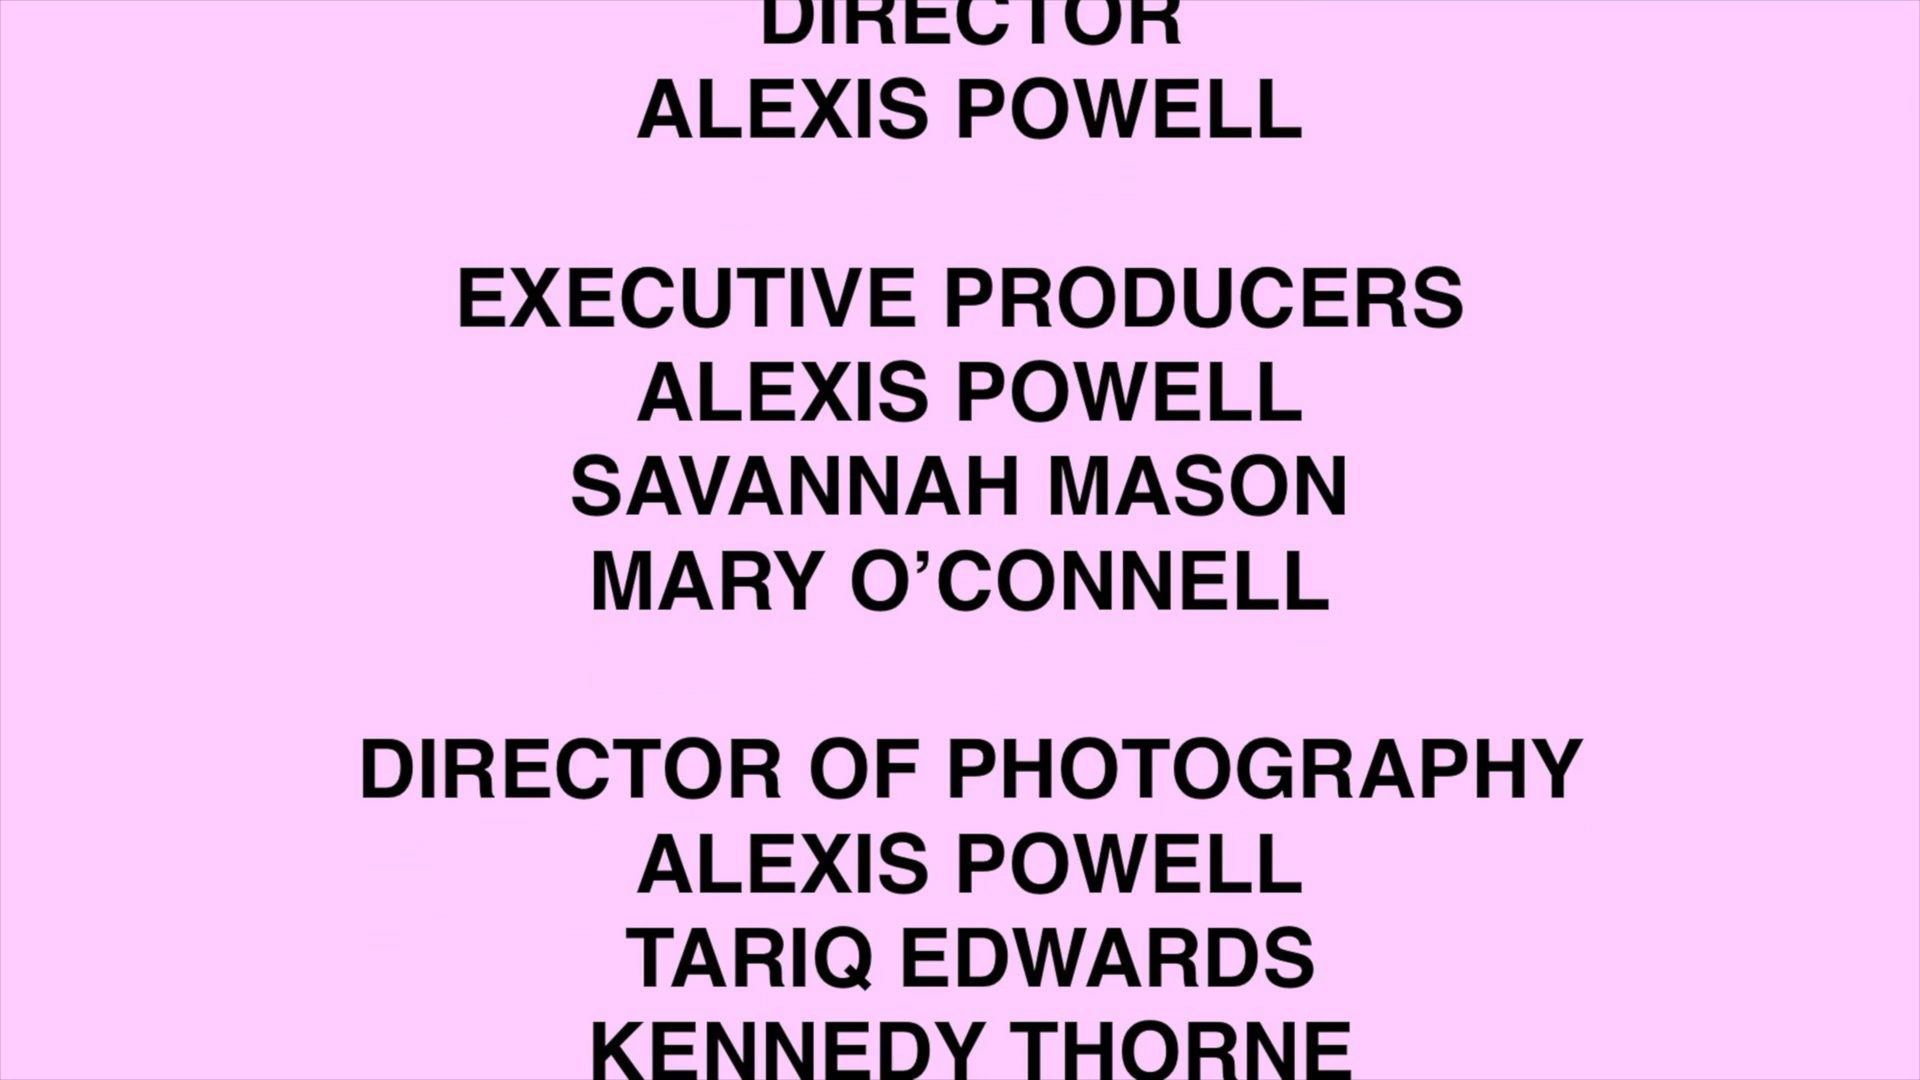 DIRECTOR
ALEXIS POWELL
EXECUTIVE PRODUCERS
ALEXIS POWELL
SAVANNAH MASON
MARY O’CONNELL
DIRECTOR OF PHOTOGRAPHY
ALEXIS POWELL
TARIQ EDWARDS
KENNEDY THORNE